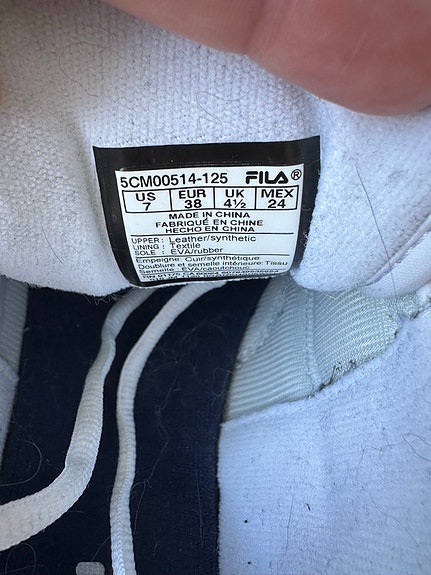 5CM00514-125 FILA®
US EUR UK MEX
7 38 4½ 24
MADE IN CHINA
FABRIQUÉ EN CHINE
HECHO EN CHINA
UPPER : Leather/synthetic
LINING : Textile
SOLE : EVA/rubber
Empeigne: Cuir/synthétique
Doublure et semelle intérieure: Tissu
Semelle : EVA/caoutchouc